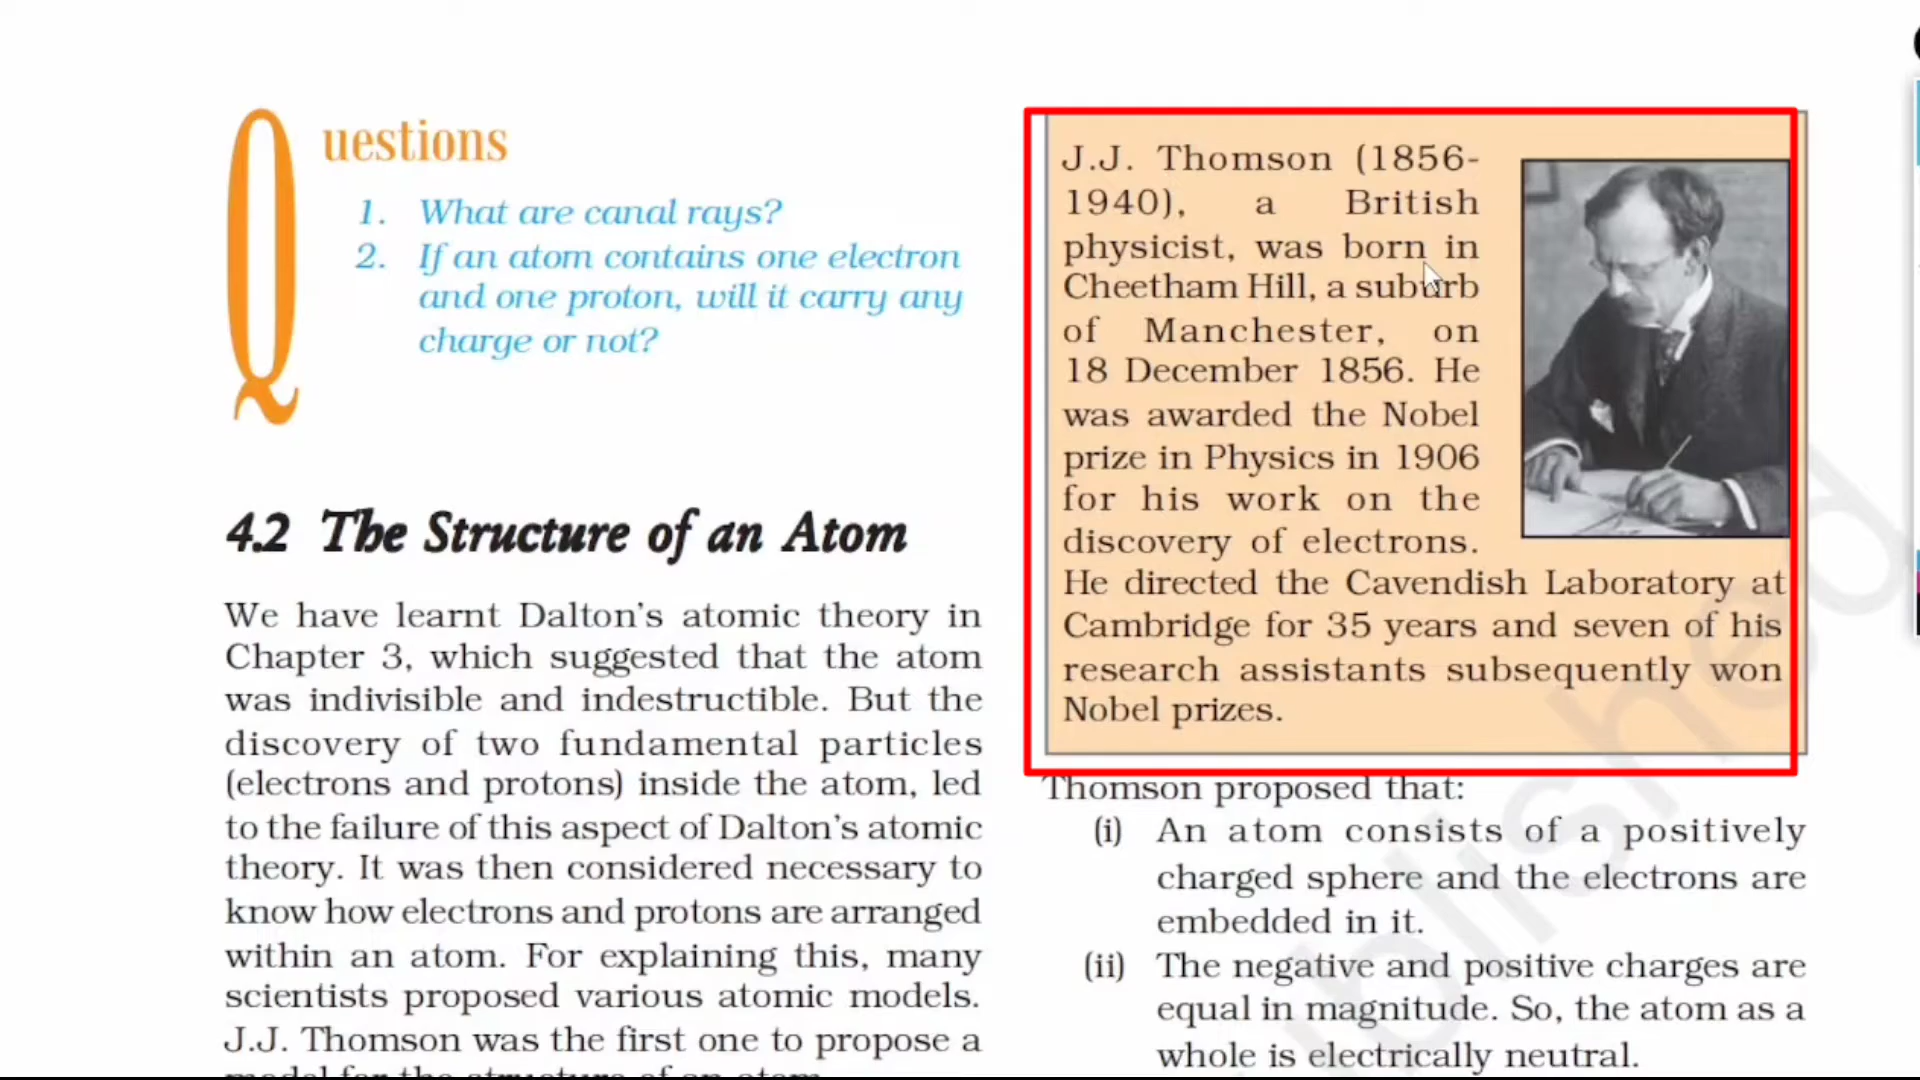 Questions
1. What are canal rays?
2. If an atom contains one electron
and one proton, will it carry any
charge or not?
4.2 The Structure of an Atom
We have learnt Dalton’s atomic theory in
Chapter 3, which suggested that the atom
was indivisible and indestructible. But the
discovery of two fundamental particles
(electrons and protons) inside the atom, led
to the failure of this aspect of Dalton’s atomic
theory. It was then considered necessary to
know how electrons and protons are arranged
within an atom. For explaining this, many
scientists proposed various atomic models.
J.J. Thomson was the first one to propose a
model for the structure of an atom.
J.J. Thomson (1856-
1940), a British
physicist, was born in
Cheetham Hill, a suburb
of Manchester, on
18 December 1856. He
was awarded the Nobel
prize in Physics in 1906
for his work on the
discovery of electrons.
He directed the Cavendish Laboratory at
Cambridge for 35 years and seven of his
research assistants subsequently won
Nobel prizes.
Thomson proposed that:
(i) An atom consists of a positively
charged sphere and the electrons are
embedded in it.
(ii) The negative and positive charges are
equal in magnitude. So, the atom as a
whole is electrically neutral.
blished